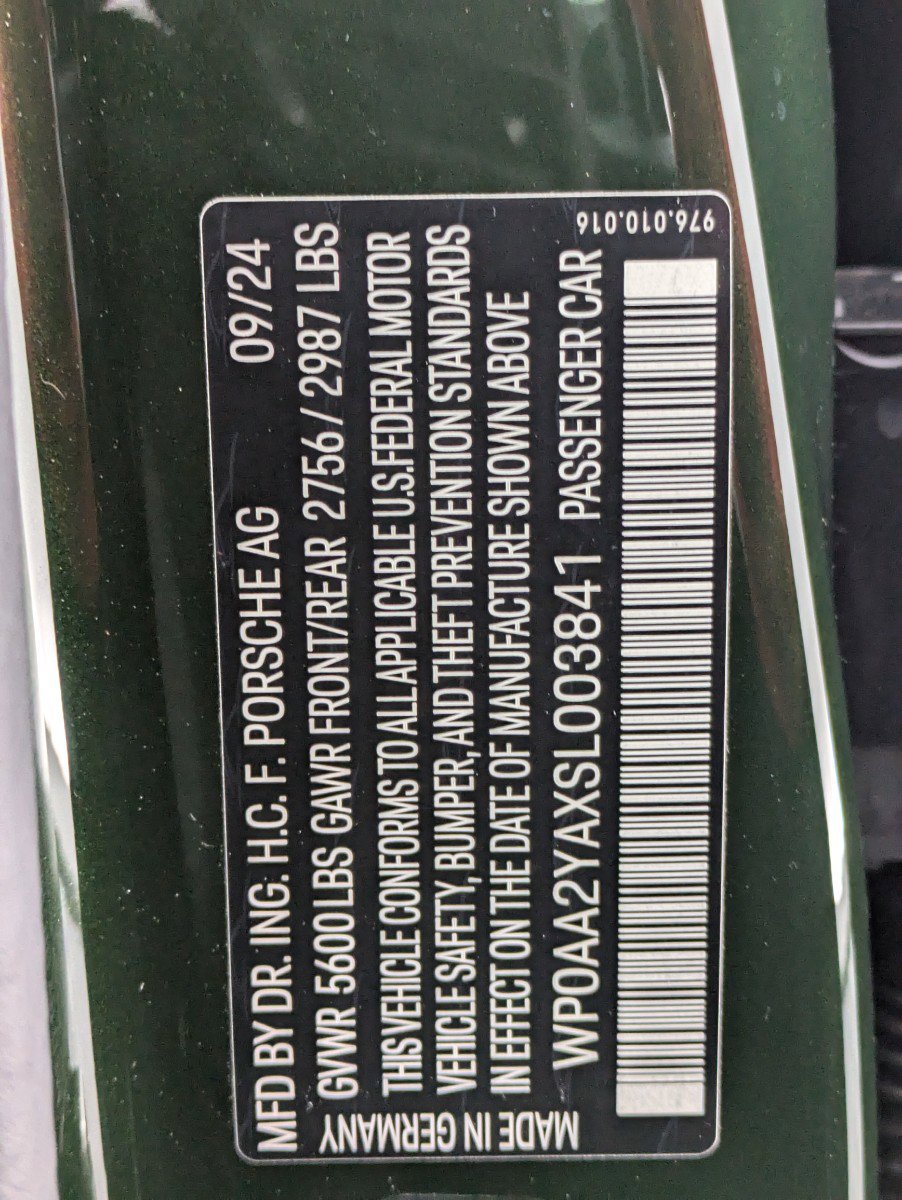 MFD BY DR. ING. H.C. F. PORSCHE AG 09/24
GVWR 5600 LBS GAWR FRONT/REAR 2756 / 2987 LBS
THIS VEHICLE CONFORMS TO ALL APPLICABLE U.S. FEDERAL MOTOR
VEHICLE SAFETY, BUMPER, AND THEFT PREVENTION STANDARDS
IN EFFECT ON THE DATE OF MANUFACTURE SHOWN ABOVE
WP0AA2YAXSL003841 PASSENGER CAR
MADE IN GERMANY
976.010.016